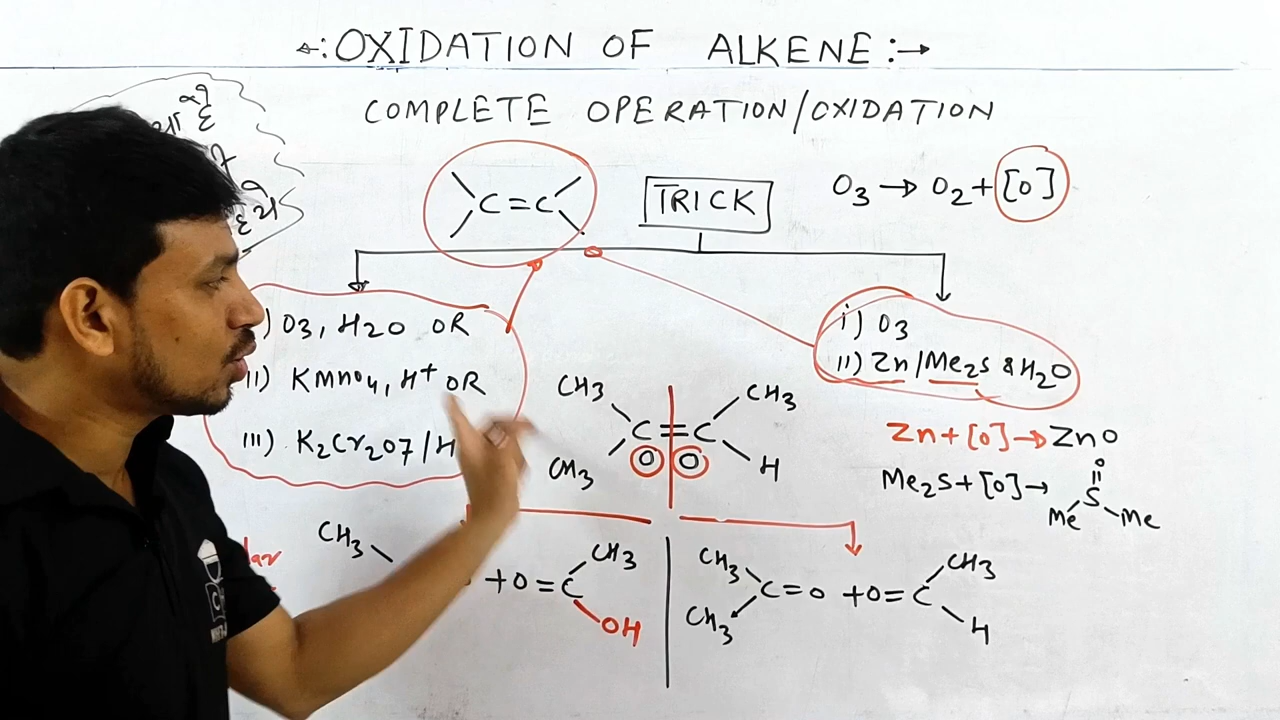 ←:OXIDATION OF ALKENE:→
COMPLETE OPERATION/OXIDATION
C=C
TRICK
O3 → O2 + [O]
) O3, H2O OR
II) KMnO4, H+ OR
III) K2Cr2O7/H
i) O3
II) Zn/Me2S & H2O
CH3 CH3
C=C
CH3 O O H
Zn+[O]→ZnO
Me2S+[O]→
O
S
Me Me
CH3
+O=C
CH3
OH
CH3
C=O +O=C
CH3
CH3
H